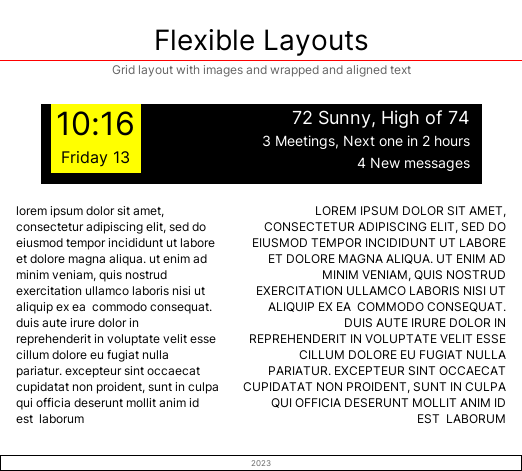 Flexible Layouts
Grid layout with images and wrapped and aligned text
10:16
Friday 13
72 Sunny, High of 74
3 Meetings, Next one in 2 hours
4 New messages
lorem ipsum dolor sit amet,
consectetur adipiscing elit, sed do
eiusmod tempor incididunt ut labore
et dolore magna aliqua. ut enim ad
minim veniam, quis nostrud
exercitation ullamco laboris nisi ut
aliquip ex ea  commodo consequat.
duis aute irure dolor in
reprehenderit in voluptate velit esse
cillum dolore eu fugiat nulla
pariatur. excepteur sint occaecat
cupidatat non proident, sunt in culpa
qui officia deserunt mollit anim id
est  laborum
LOREM IPSUM DOLOR SIT AMET,
CONSECTETUR ADIPISCING ELIT, SED DO
EIUSMOD TEMPOR INCIDIDUNT UT LABORE
ET DOLORE MAGNA ALIQUA. UT ENIM AD
MINIM VENIAM, QUIS NOSTRUD
EXERCITATION ULLAMCO LABORIS NISI UT
ALIQUIP EX EA  COMMODO CONSEQUAT.
DUIS AUTE IRURE DOLOR IN
REPREHENDERIT IN VOLUPTATE VELIT ESSE
CILLUM DOLORE EU FUGIAT NULLA
PARIATUR. EXCEPTEUR SINT OCCAECAT
CUPIDATAT NON PROIDENT, SUNT IN CULPA
QUI OFFICIA DESERUNT MOLLIT ANIM ID
EST  LABORUM
2023